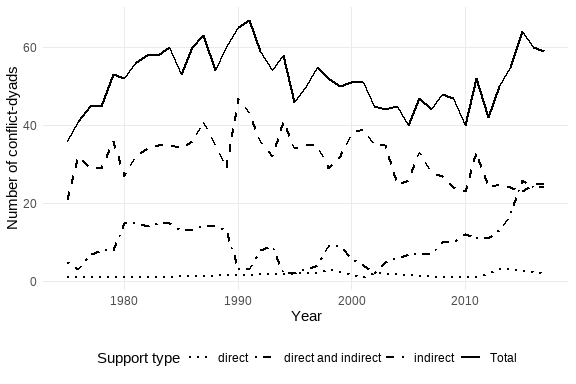 60
40
20
0
Number of conflict-dyads
1980 1990 2000 2010
Year
Support type direct direct and indirect indirect Total